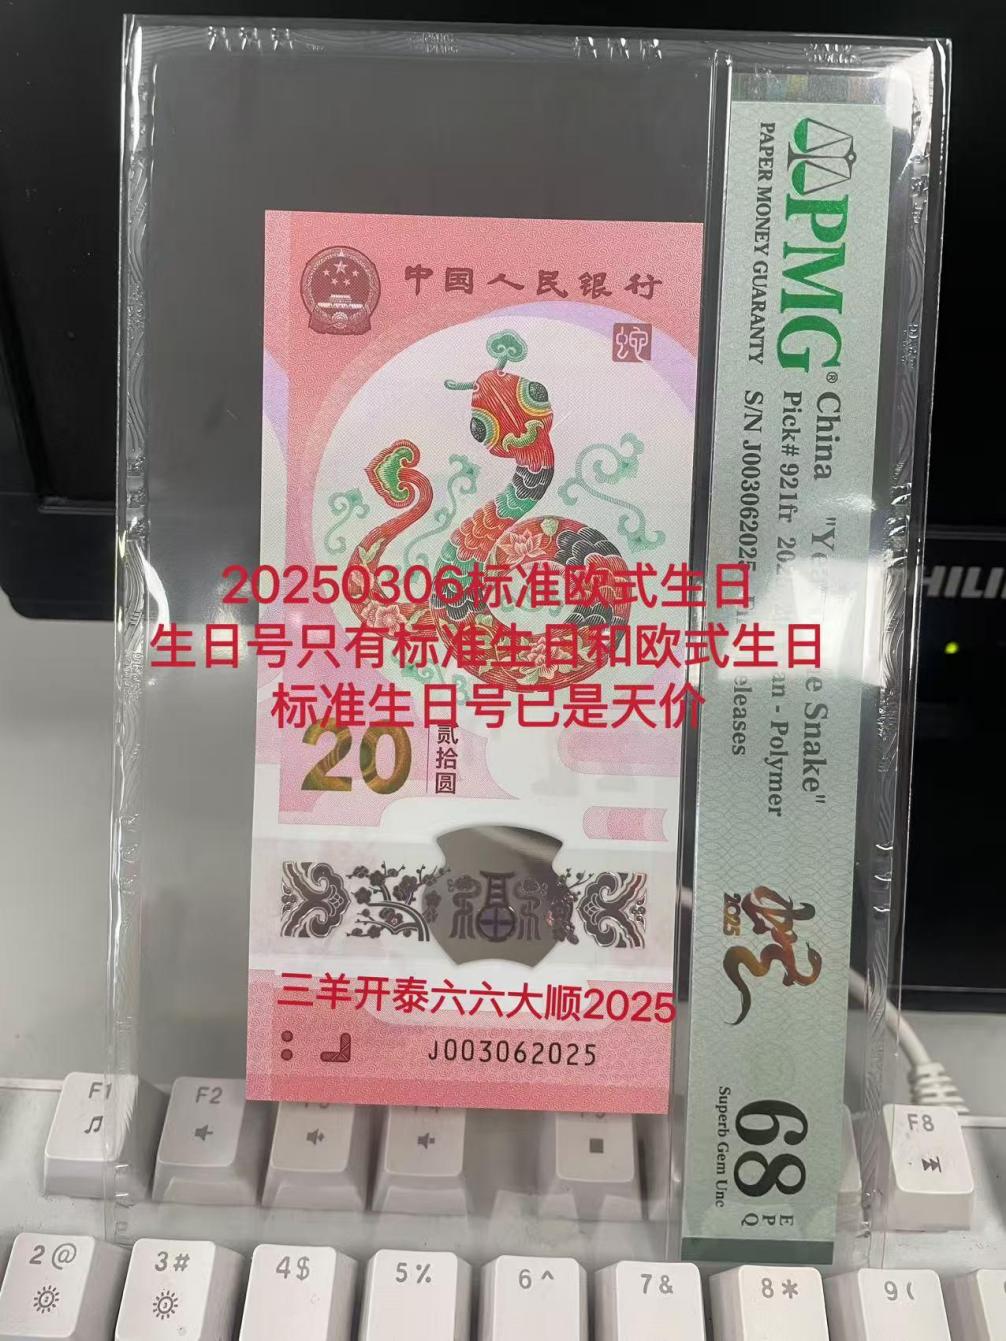 中国人民银行
20250306标准欧式生日
生日号只有标准生日和欧式生日
标准生日号已是天价
20
贰拾圆
福
三羊开泰六六大顺2025
J003062025
PMG®
PAPER MONEY GUARANTY
China
Pick# 921fr
S/N J003062025
Snake"
- Polymer
2025
68
EPQ
Superb Gem Unc
F1
F2
F8
2@
3#
4$
5%
6^
7&
8*
9(